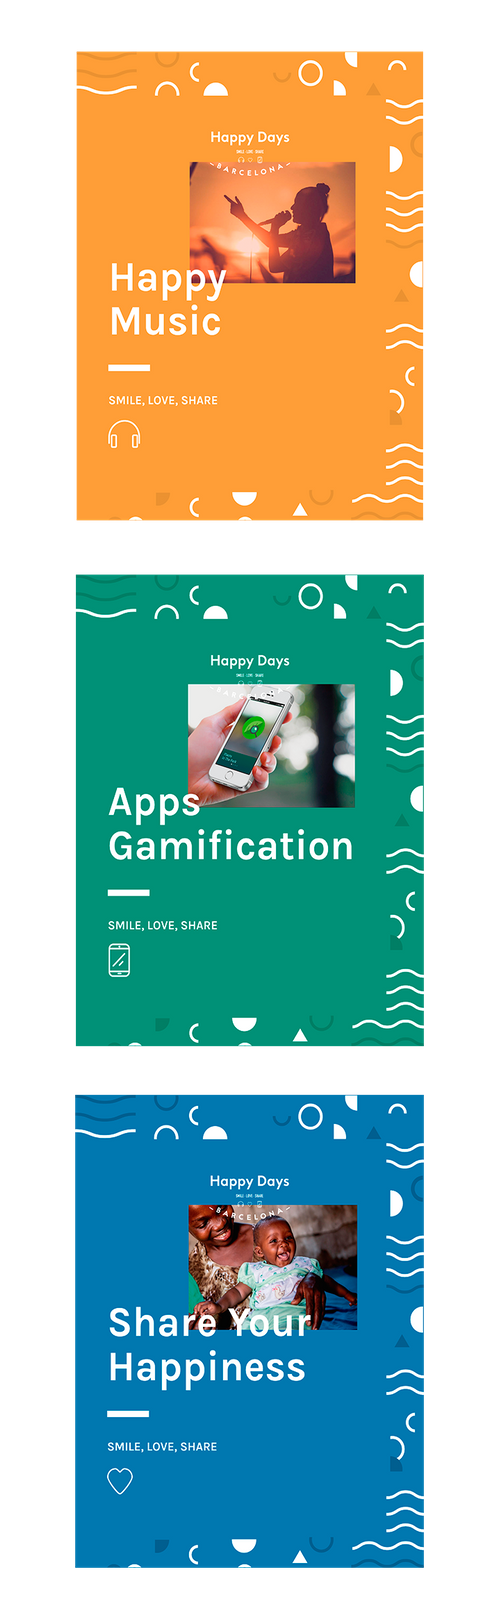 Happy Days
SMILE LOVE SHARE
BARCELONA
Happy
Music
SMILE, LOVE, SHARE
Happy Days
SMILE LOVE SHARE
BARCELONA
Apps
Gamification
SMILE, LOVE, SHARE
Happy Days
SMILE LOVE SHARE
BARCELONA
Share Your
Happiness
SMILE, LOVE, SHARE